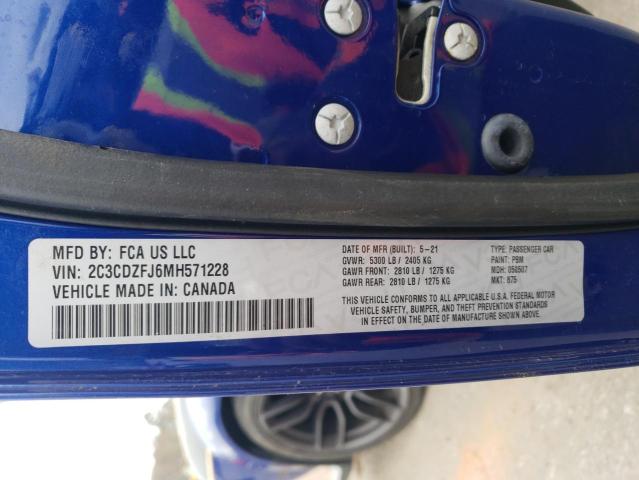 MFD BY: FCA US LLC
VIN: 2C3CDZFJ6MH571228
VEHICLE MADE IN: CANADA
DATE OF MFR (BUILT): 5-21
GVWR: 5300 LB / 2405 KG
GAWR FRONT: 2810 LB / 1275 KG
GAWR REAR: 2810 LB / 1275 KG
TYPE: PASSENGER CAR
PAINT: PBM
MDH: 050507
MKT: 875
THIS VEHICLE CONFORMS TO ALL APPLICABLE U.S.A. FEDERAL MOTOR
VEHICLE SAFETY, BUMPER, AND THEFT PREVENTION STANDARDS
IN EFFECT ON THE DATE OF MANUFACTURE SHOWN ABOVE.